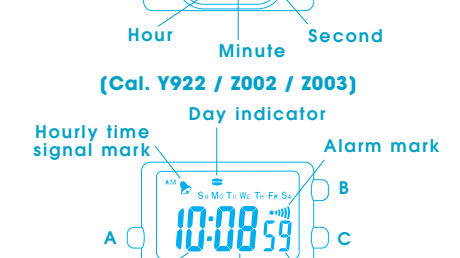 Hour
Minute
Second
(Cal. Y922 / Z002 / Z003)
Day indicator
Hourly time
signal mark
Alarm mark
AM
SU MO TU WE TH FR SA
B
A
10:08 59
C